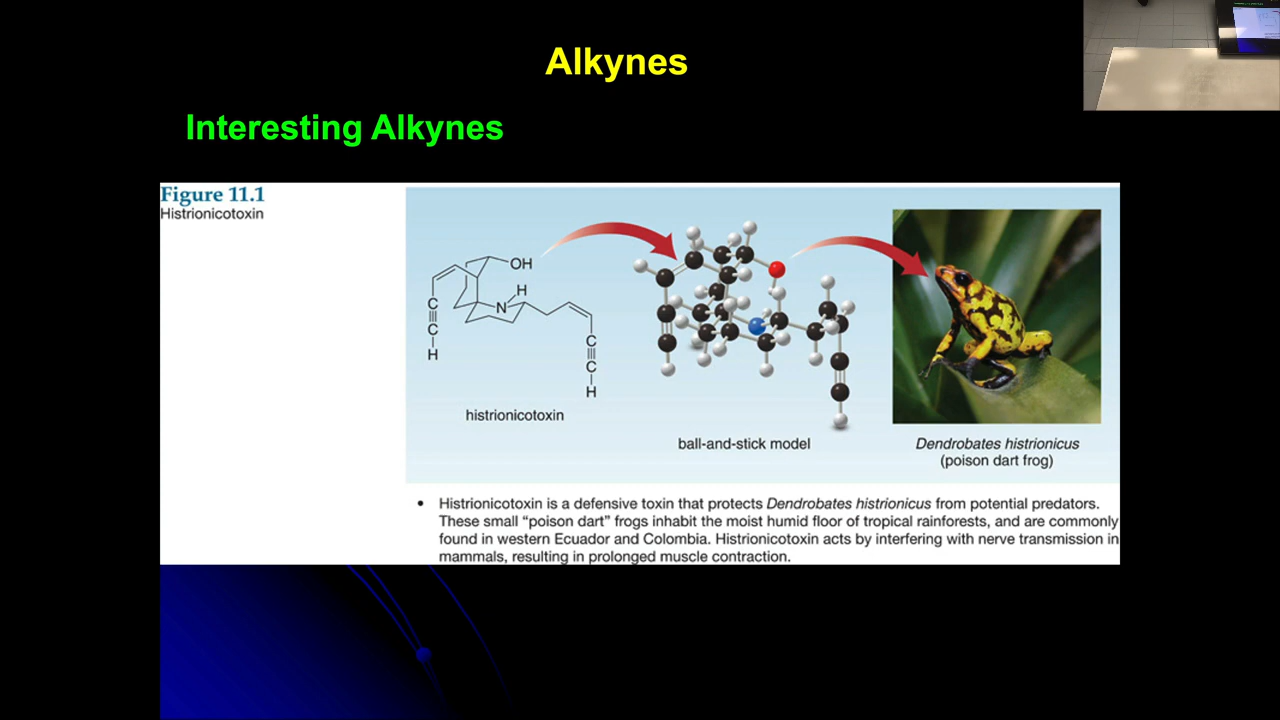 Alkynes
Interesting Alkynes
Figure 11.1
Histrionicotoxin
OH
H
N
C
C
H
C
C
H
histrionicotoxin
ball-and-stick model
Dendrobates histrionicus
(poison dart frog)
• Histrionicotoxin is a defensive toxin that protects Dendrobates histrionicus from potential predators.
These small “poison dart” frogs inhabit the moist humid floor of tropical rainforests, and are commonly
found in western Ecuador and Colombia. Histrionicotoxin acts by interfering with nerve transmission in
mammals, resulting in prolonged muscle contraction.